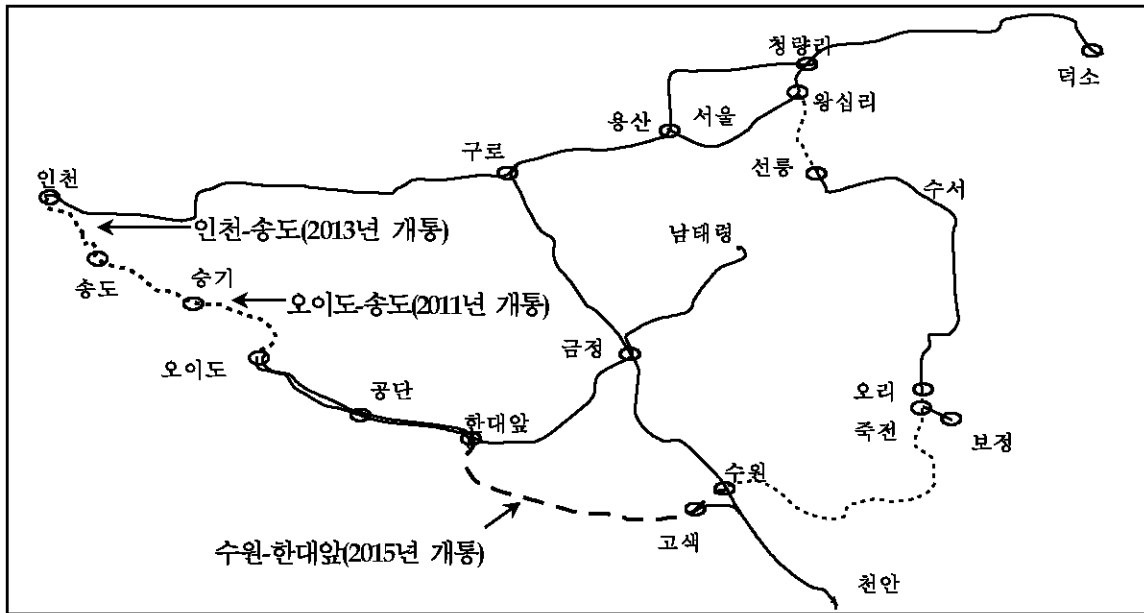 청량리
덕소
왕십리
용산
서울
구로
선릉
인천
수서
인천-송도(2013년 개통)
남태령
송도
승기
오이도-송도(2011년 개통)
금정
오이도
공단
오리
한대앞
죽전
보정
수원
고색
수원-한대앞(2015년 개통)
천안